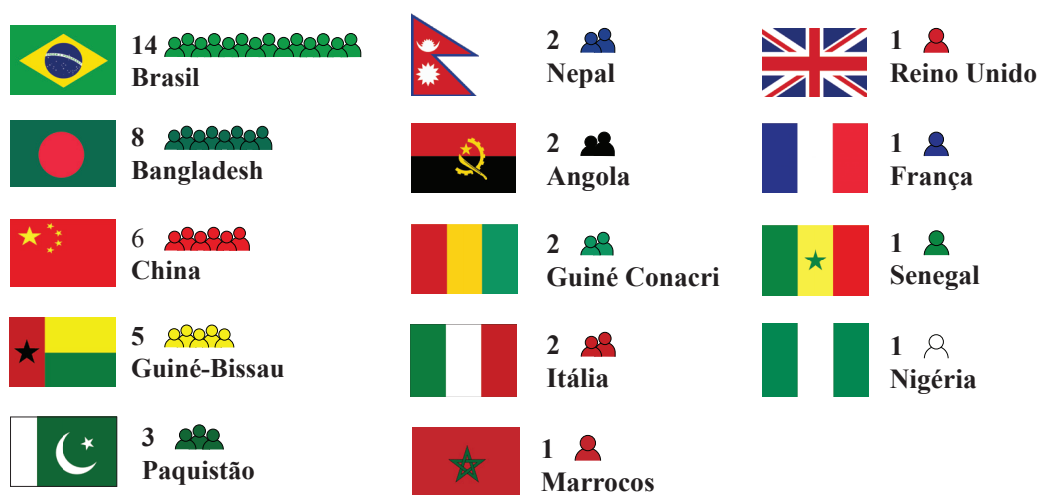 14
Brasil
8
Bangladesh
6
China
5
Guiné-Bissau
3
Paquistão
2
Nepal
2
Angola
2
Guiné Conacri
2
Itália
1
Marrocos
1
Reino Unido
1
França
1
Senegal
1
Nigéria